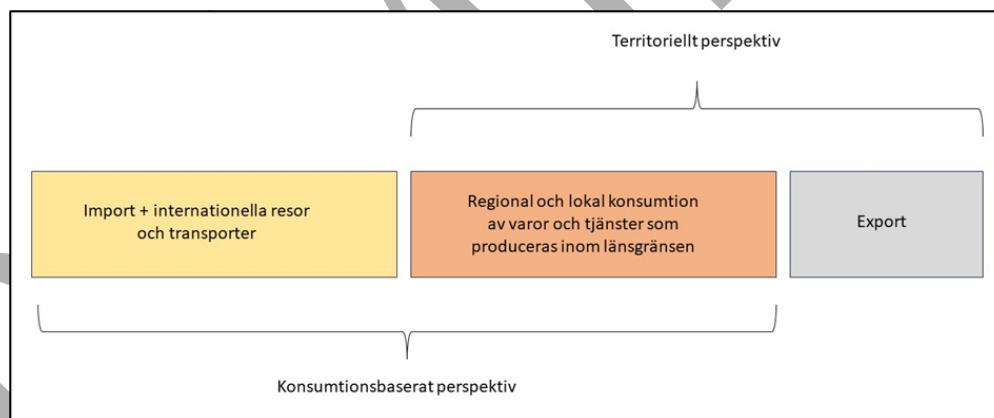 Territoriellt perspektiv
Import + internationella resor
och transporter
Regional och lokal konsumtion
av varor och tjänster som
produceras inom länsgränsen
Export
Konsumtionsbaserat perspektiv